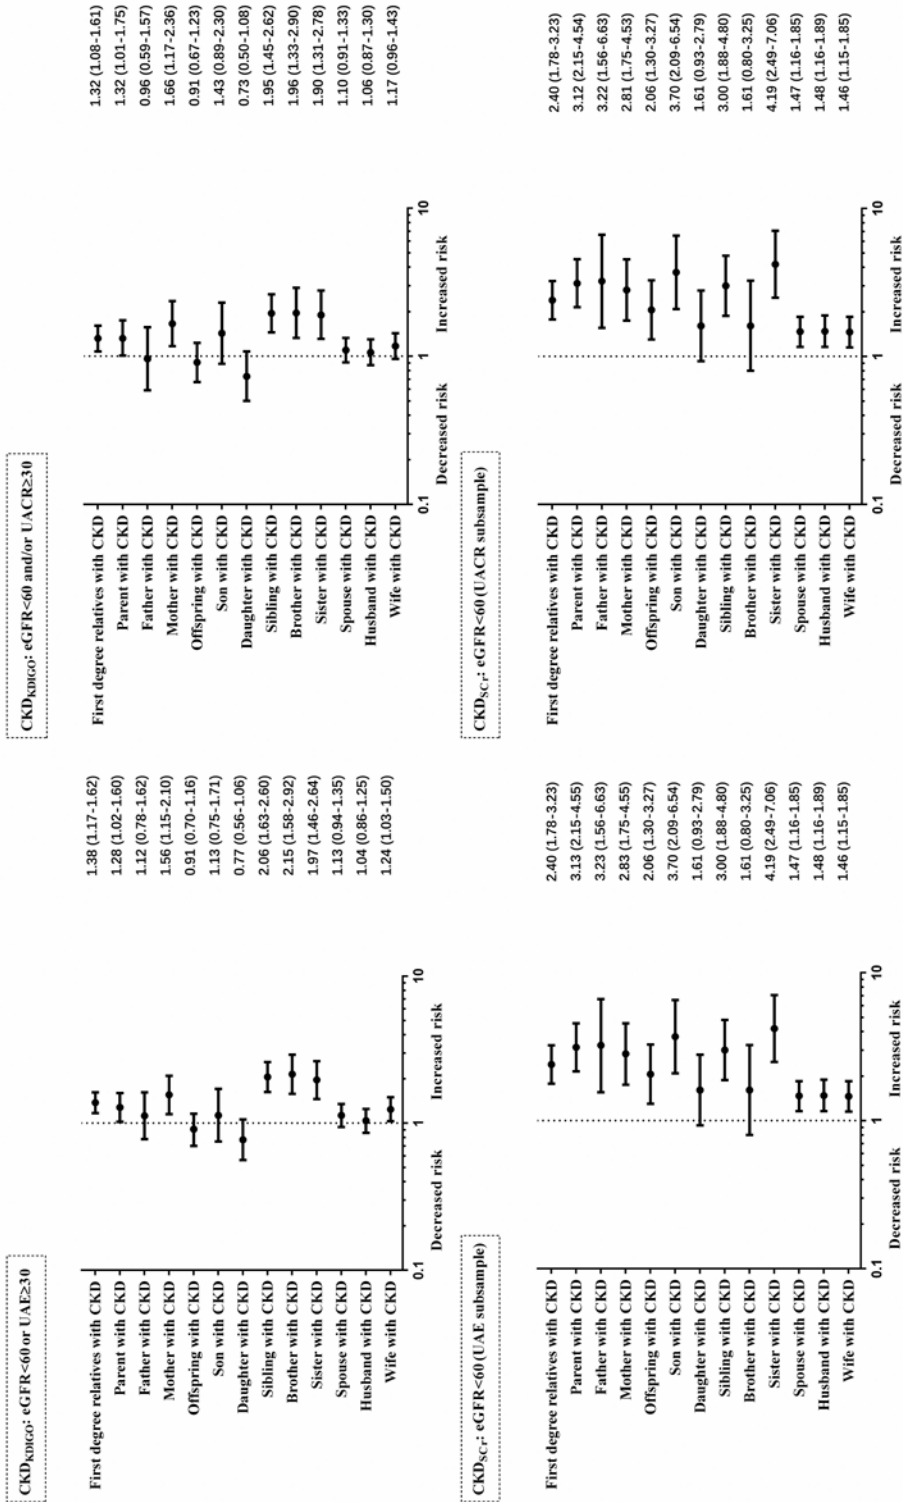 CKDKDIGO: eGFR<60 or UAE≥30
First degree relatives with CKD 1.38 (1.17-1.62)
Parent with CKD 1.28 (1.02-1.60)
Father with CKD 1.12 (0.78-1.62)
Mother with CKD 1.56 (1.15-2.10)
Offspring with CKD 0.91 (0.70-1.16)
Son with CKD 1.13 (0.75-1.71)
Daughter with CKD 0.77 (0.56-1.06)
Sibling with CKD 2.06 (1.63-2.60)
Brother with CKD 2.15 (1.58-2.92)
Sister with CKD 1.97 (1.46-2.64)
Spouse with CKD 1.13 (0.94-1.35)
Husband with CKD 1.04 (0.86-1.25)
Wife with CKD 1.24 (1.03-1.50)
0.1 1 10
Decreased risk Increased risk
CKDKDIGO: eGFR<60 and/or UACR≥30
First degree relatives with CKD 1.32 (1.08-1.61)
Parent with CKD 1.32 (1.01-1.75)
Father with CKD 0.96 (0.59-1.57)
Mother with CKD 1.66 (1.17-2.36)
Offspring with CKD 0.91 (0.67-1.23)
Son with CKD 1.43 (0.89-2.30)
Daughter with CKD 0.73 (0.50-1.08)
Sibling with CKD 1.95 (1.45-2.62)
Brother with CKD 1.96 (1.33-2.90)
Sister with CKD 1.90 (1.31-2.78)
Spouse with CKD 1.10 (0.91-1.33)
Husband with CKD 1.06 (0.87-1.30)
Wife with CKD 1.17 (0.96-1.43)
0.1 1 10
Decreased risk Increased risk
CKDSCr: eGFR<60 (UAE subsample)
First degree relatives with CKD 2.40 (1.78-3.23)
Parent with CKD 3.13 (2.15-4.55)
Father with CKD 3.23 (1.56-6.63)
Mother with CKD 2.83 (1.75-4.55)
Offspring with CKD 2.06 (1.30-3.27)
Son with CKD 3.70 (2.09-6.54)
Daughter with CKD 1.61 (0.93-2.79)
Sibling with CKD 3.00 (1.88-4.80)
Brother with CKD 1.61 (0.80-3.25)
Sister with CKD 4.19 (2.49-7.06)
Spouse with CKD 1.47 (1.16-1.85)
Husband with CKD 1.48 (1.16-1.89)
Wife with CKD 1.46 (1.15-1.85)
0.1 1 10
Decreased risk Increased risk
CKDSCr: eGFR<60 (UACR subsample)
First degree relatives with CKD 2.40 (1.78-3.23)
Parent with CKD 3.12 (2.15-4.54)
Father with CKD 3.22 (1.56-6.63)
Mother with CKD 2.81 (1.75-4.53)
Offspring with CKD 2.06 (1.30-3.27)
Son with CKD 3.70 (2.09-6.54)
Daughter with CKD 1.61 (0.93-2.79)
Sibling with CKD 3.00 (1.88-4.80)
Brother with CKD 1.61 (0.80-3.25)
Sister with CKD 4.19 (2.49-7.06)
Spouse with CKD 1.47 (1.16-1.85)
Husband with CKD 1.48 (1.16-1.89)
Wife with CKD 1.46 (1.15-1.85)
0.1 1 10
Decreased risk Increased risk